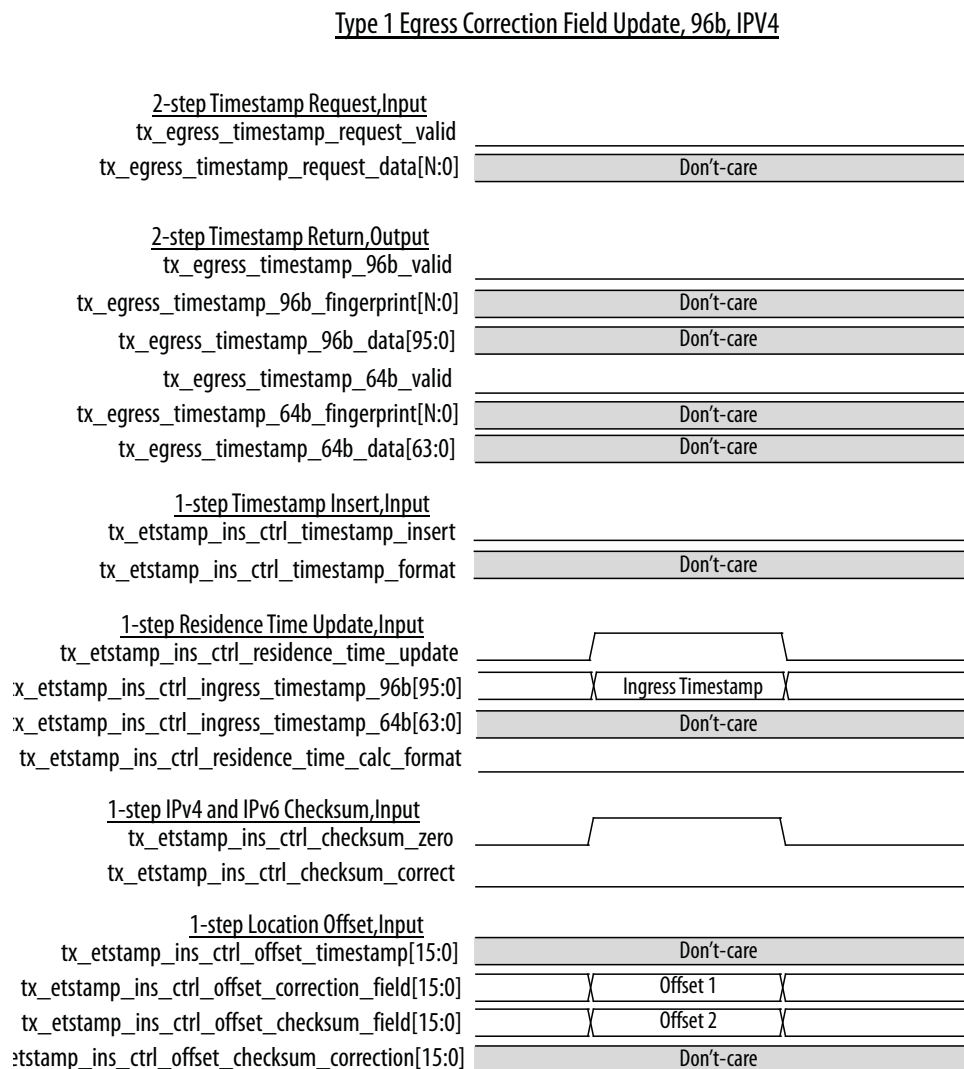 Type 1 Egress Correction Field Update, 96b, IPV4
2-step Timestamp Request,Input
tx_egress_timestamp_request_valid
tx_egress_timestamp_request_data[N:0] Don't-care
2-step Timestamp Return,Output
tx_egress_timestamp_96b_valid
tx_egress_timestamp_96b_fingerprint[N:0] Don't-care
tx_egress_timestamp_96b_data[95:0] Don't-care
tx_egress_timestamp_64b_valid
tx_egress_timestamp_64b_fingerprint[N:0] Don't-care
tx_egress_timestamp_64b_data[63:0] Don't-care
1-step Timestamp Insert,Input
tx_etstamp_ins_ctrl_timestamp_insert
tx_etstamp_ins_ctrl_timestamp_format Don't-care
1-step Residence Time Update,Input
tx_etstamp_ins_ctrl_residence_time_update
x_etstamp_ins_ctrl_ingress_timestamp_96b[95:0] Ingress Timestamp
x_etstamp_ins_ctrl_ingress_timestamp_64b[63:0] Don't-care
tx_etstamp_ins_ctrl_residence_time_calc_format
1-step IPv4 and IPv6 Checksum,Input
tx_etstamp_ins_ctrl_checksum_zero
tx_etstamp_ins_ctrl_checksum_correct
1-step Location Offset,Input
tx_etstamp_ins_ctrl_offset_timestamp[15:0] Don't-care
tx_etstamp_ins_ctrl_offset_correction_field[15:0] Offset 1
tx_etstamp_ins_ctrl_offset_checksum_field[15:0] Offset 2
etstamp_ins_ctrl_offset_checksum_correction[15:0] Don't-care